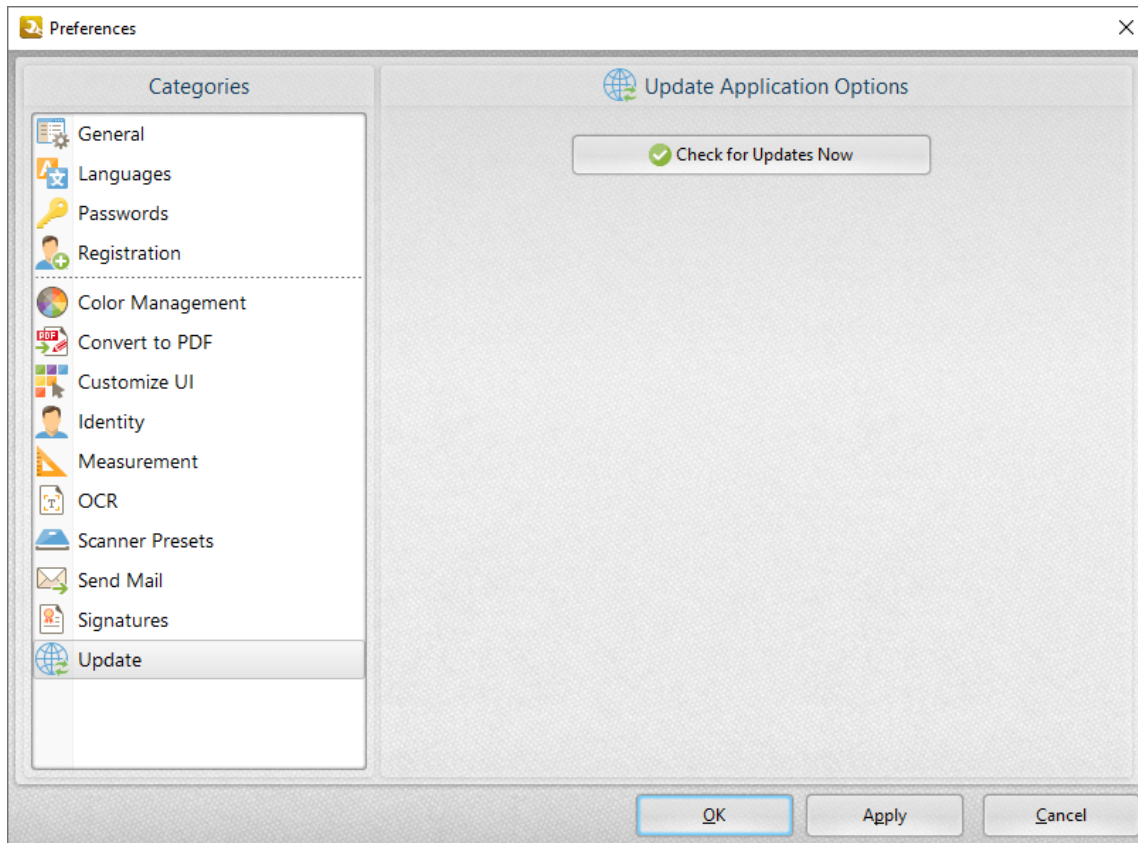 Preferences
Categories
General
Languages
Passwords
Registration
Color Management
Convert to PDF
Customize UI
Identity
Measurement
OCR
Scanner Presets
Send Mail
Signatures
Update
Update Application Options
Check for Updates Now
OK
Apply
Cancel